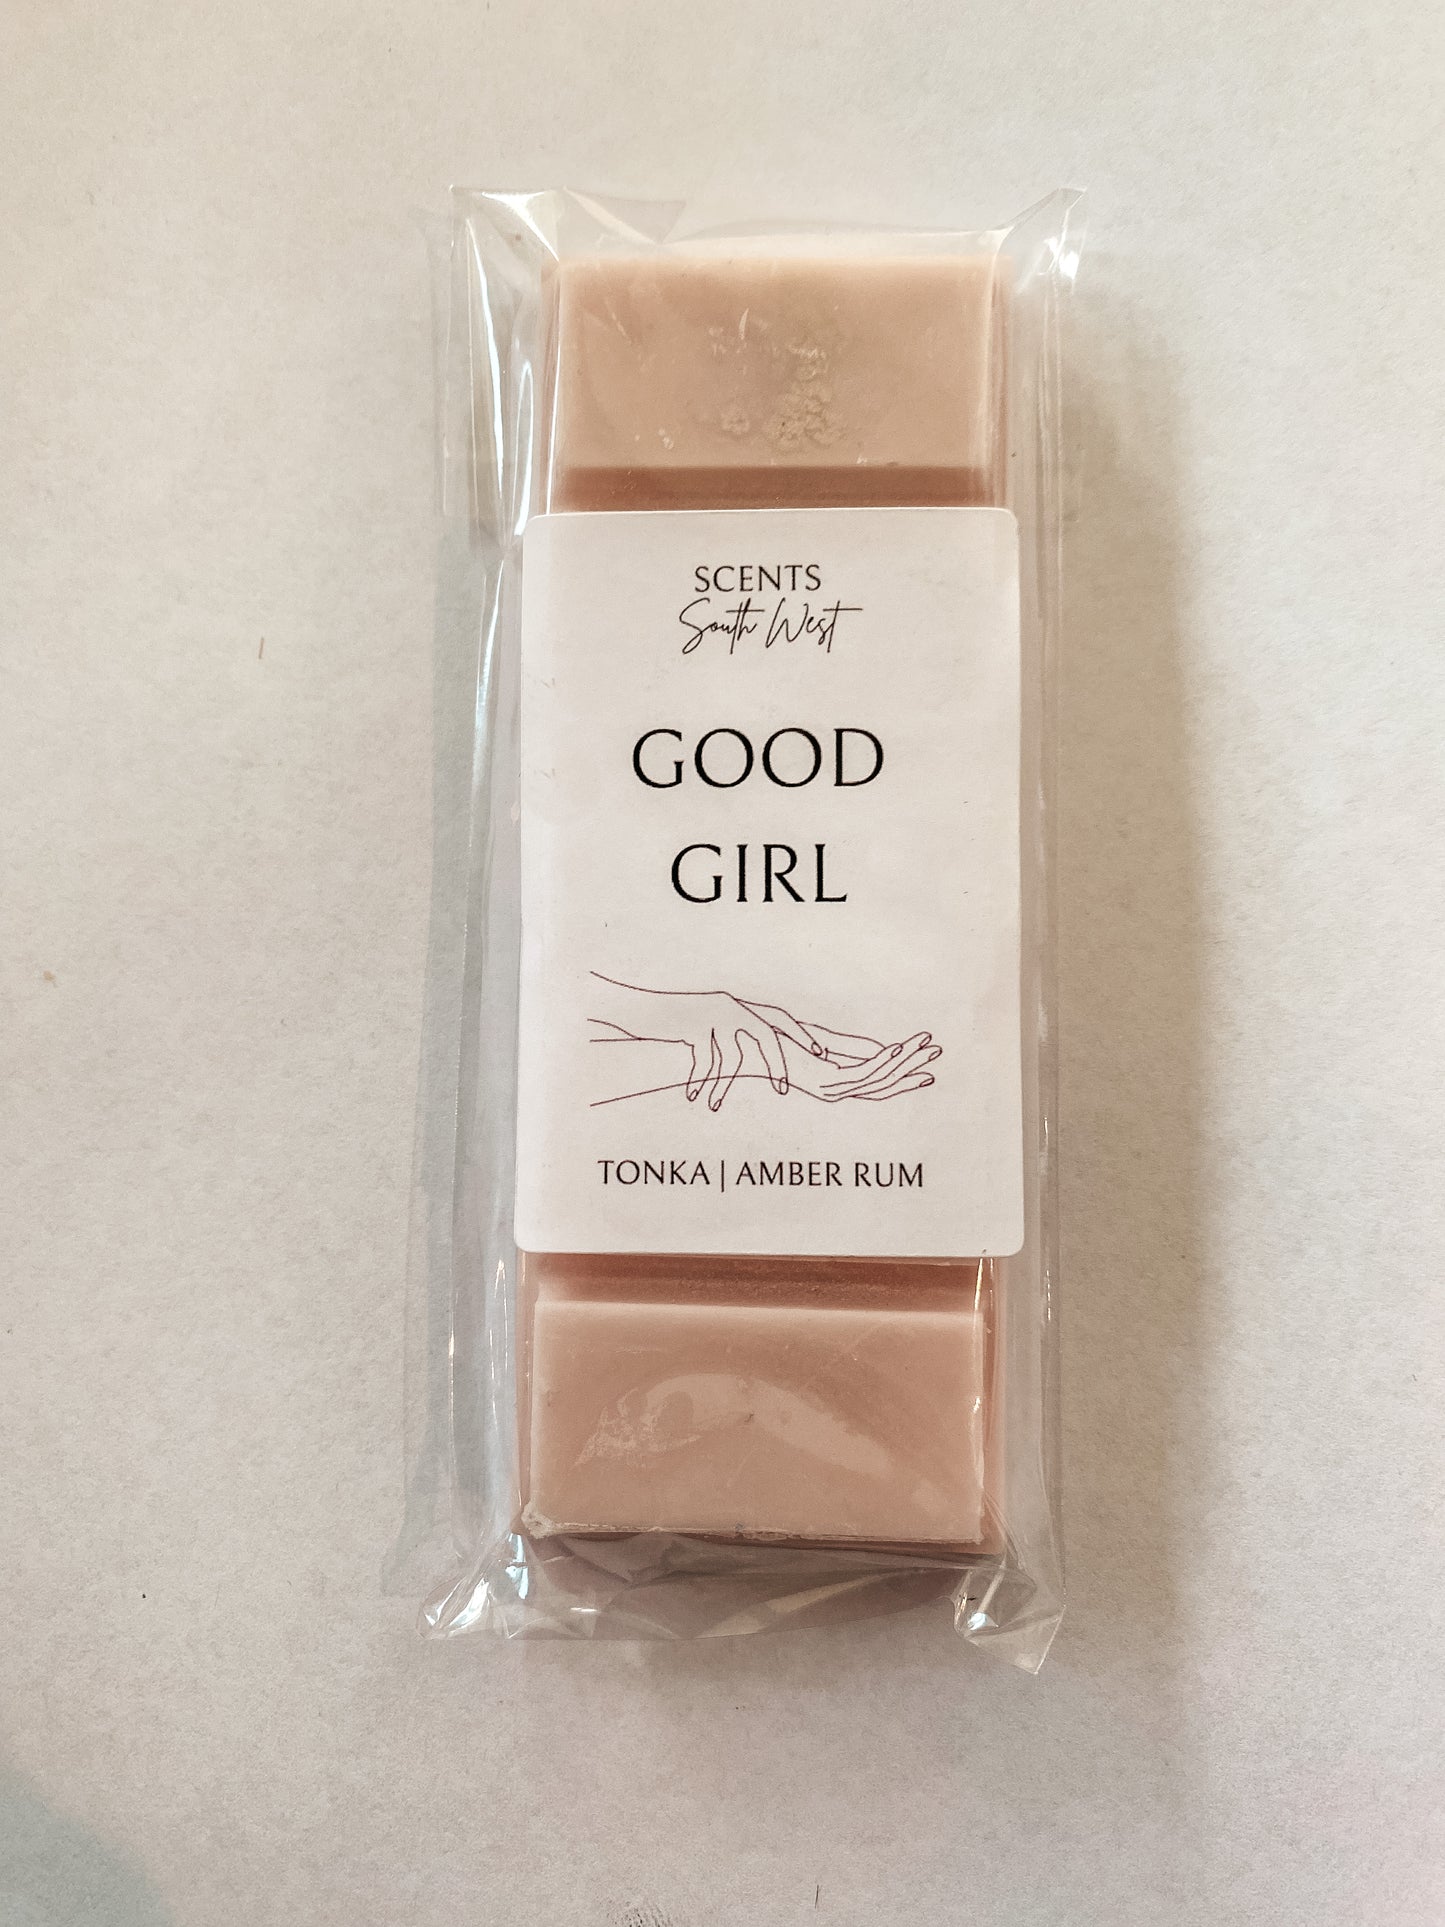 SCENTS
South West
GOOD
GIRL
TONKA | AMBER RUM